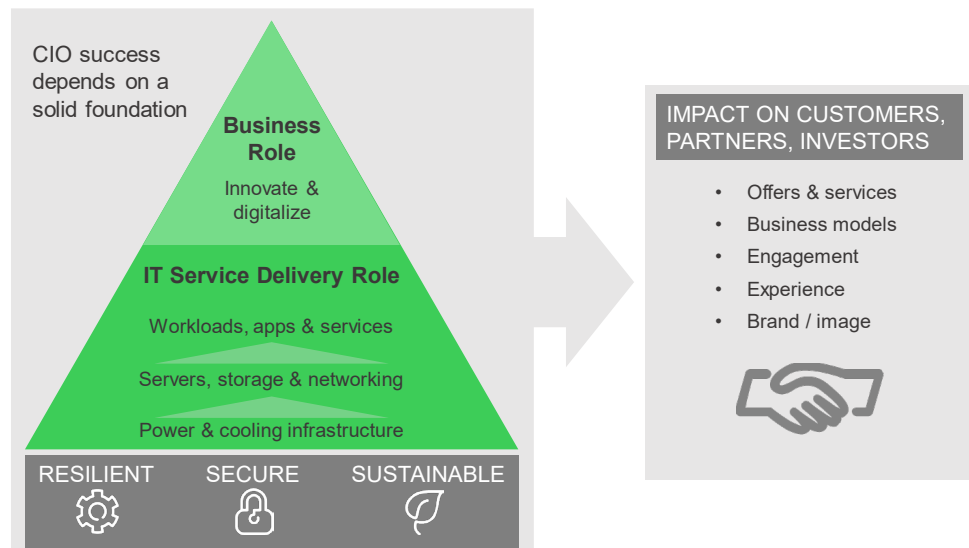 CIO success
depends on a
solid foundation
Business
Role
Innovate &
digitalize
IT Service Delivery Role
Workloads, apps & services
Servers, storage & networking
Power & cooling infrastructure
RESILIENT
SECURE
SUSTAINABLE
IMPACT ON CUSTOMERS,
PARTNERS, INVESTORS
• Offers & services
• Business models
• Engagement
• Experience
• Brand / image